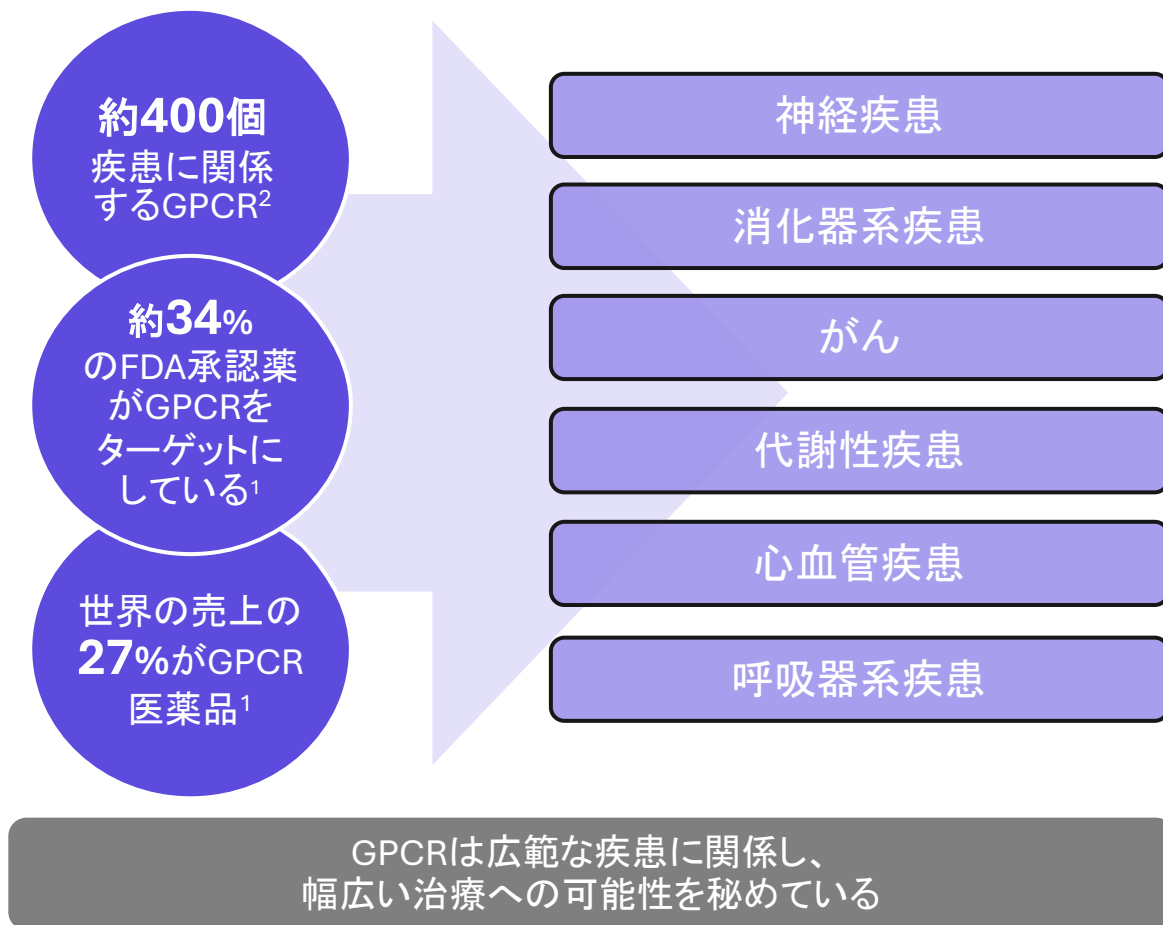 約400個
疾患に関係
するGPCR2
約34%
のFDA承認薬
がGPCRを
ターゲットに
している1
世界の売上の
27%がGPCR
医薬品1
神経疾患
消化器系疾患
がん
代謝性疾患
心血管疾患
呼吸器系疾患
GPCRは広範な疾患に関係し、
幅広い治療への可能性を秘めている